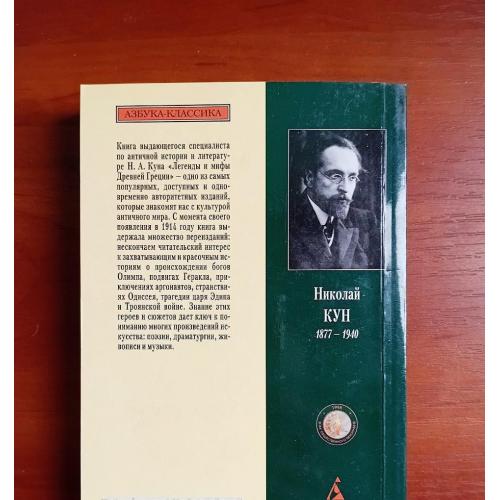 АЗБУКА-КЛАССИКА
Книга выдающегося специалиста
по античной истории и литерату-
ре Н. А. Куна «Легенды и мифы
Древней Греции» — одно из самых
популярных, доступных и одно-
временно авторитетных изданий,
которые знакомят нас с культурой
античного мира. С момента своего
появления в 1914 году книга вы-
держала множество переизданий:
нескончаем читательский интерес
к захватывающим и красочным ис-
ториям о происхождении богов
Олимпа, подвигах Геракла, при-
ключениях аргонавтов, странстви-
ях Одиссея, трагедии царя Эдипа
и Троянской войне. Знание этих
героев и сюжетов дает ключ к по-
ниманию многих произведений ис-
кусства: поэзии, драматургии, жи-
вописи и музыки.
Николай
КУН
1877 – 1940